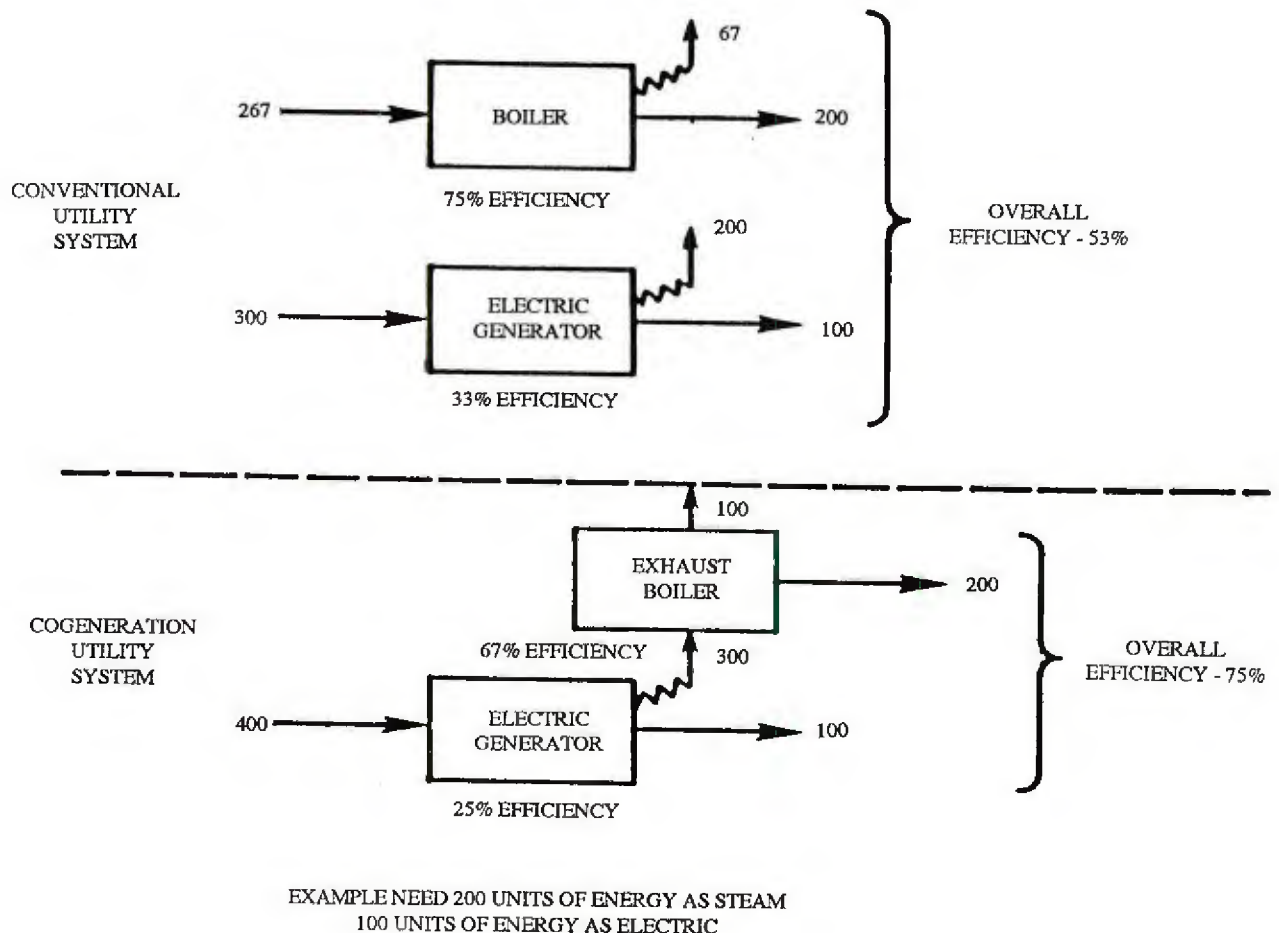 67
267
BOILER
200
75% EFFICIENCY
CONVENTIONAL
UTILITY
SYSTEM
200
OVERALL
EFFICIENCY - 53%
300
ELECTRIC
GENERATOR
100
33% EFFICIENCY
100
EXHAUST
BOILER
200
COGENERATION
UTILITY
SYSTEM
67% EFFICIENCY
300
OVERALL
EFFICIENCY - 75%
400
ELECTRIC
GENERATOR
100
25% EFFICIENCY
EXAMPLE NEED 200 UNITS OF ENERGY AS STEAM
100 UNITS OF ENERGY AS ELECTRIC